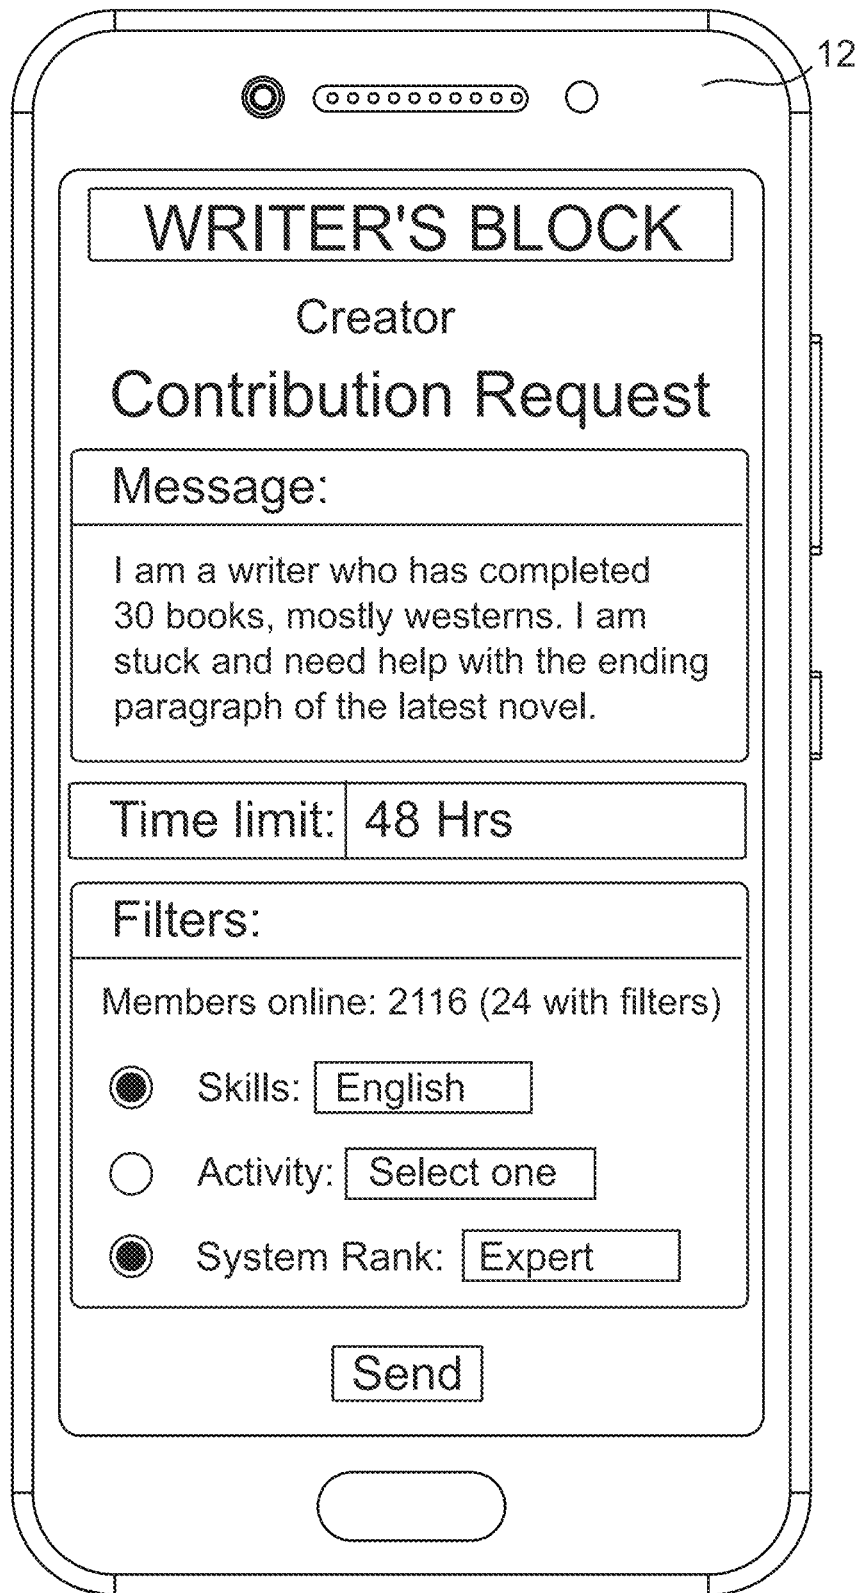 12
WRITER'S BLOCK
Creator
Contribution Request
Message:
I am a writer who has completed
30 books, mostly westerns. I am
stuck and need help with the ending
paragraph of the latest novel.
Time limit: 48 Hrs
Filters:
Members online: 2116 (24 with filters)
Skills: English
Activity: Select one
System Rank: Expert
Send